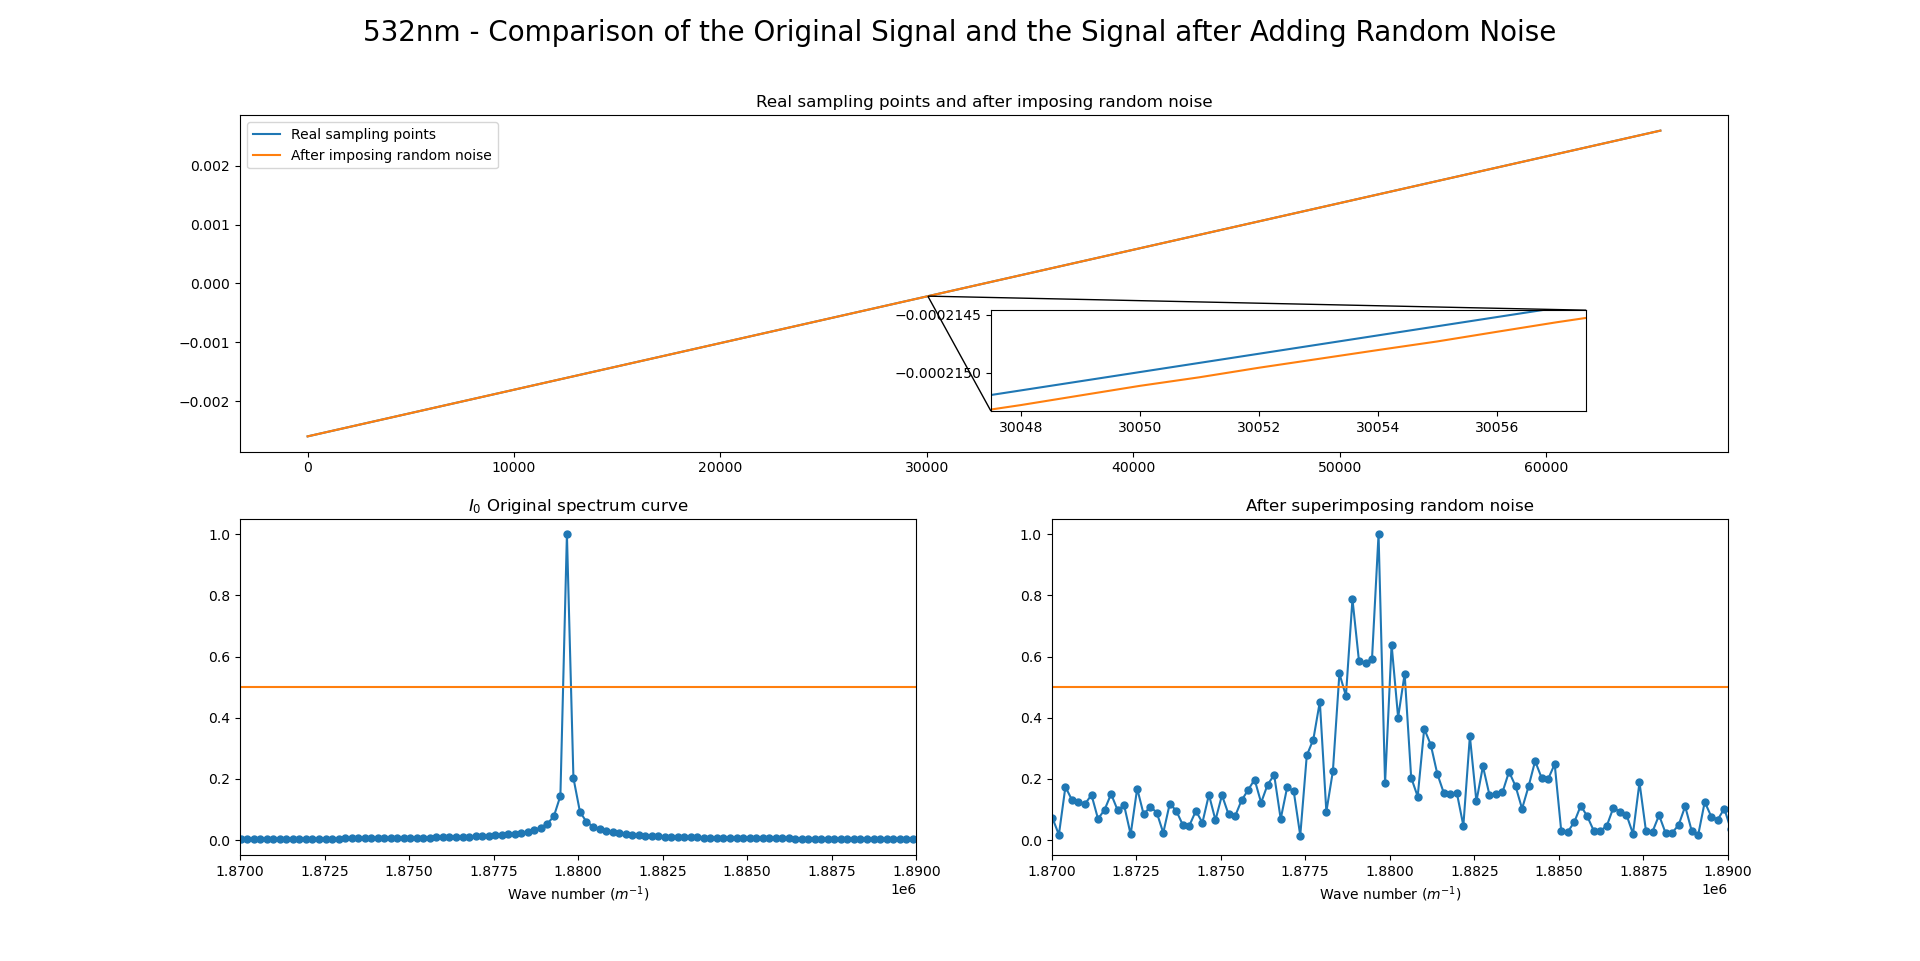 532nm - Comparison of the Original Signal and the Signal after Adding Random Noise
Real sampling points and after imposing random noise
Real sampling points
After imposing random noise
0.002
0.001
0.000
−0.001
−0.002
−0.0002145
−0.0002150
30048 30050 30052 30054 30056
0 10000 20000 30000 40000 50000 60000
I₀ Original spectrum curve
1.0
0.8
0.6
0.4
0.2
0.0
1.8700 1.8725 1.8750 1.8775 1.8800 1.8825 1.8850 1.8875 1.8900
1e6
Wave number (m⁻¹)
After superimposing random noise
1.0
0.8
0.6
0.4
0.2
0.0
1.8700 1.8725 1.8750 1.8775 1.8800 1.8825 1.8850 1.8875 1.8900
1e6
Wave number (m⁻¹)